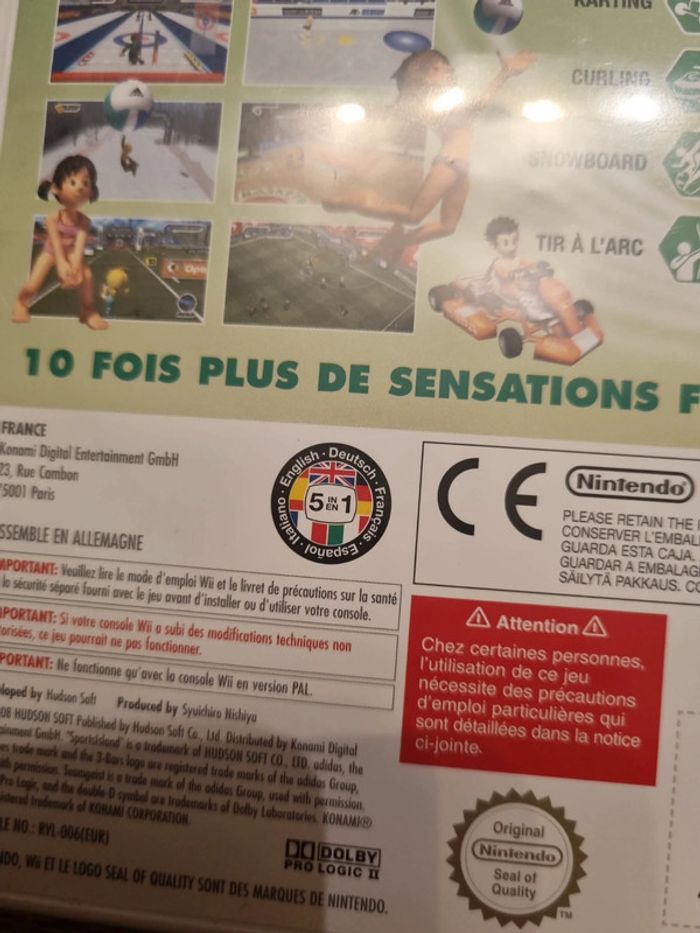 KARTING
CURLING
SNOWBOARD
TIR À L'ARC
10 FOIS PLUS DE SENSATIONS F
FRANCE
Konami Digital Entertainment GmbH
23, Rue Cambon
75001 Paris
SSEMBLE EN ALLEMAGNE
English · Deutsch · Français · Español · Italiano ·
5 IN EN 1
CE
Nintendo
PLEASE RETAIN THE
CONSERVER L'EMBAL
GUARDA ESTA CAJA.
GUARDAR A EMBALAG
SÄILYTÄ PAKKAUS. CO
MPORTANT: Veuillez lire le mode d'emploi Wii et le livret de précautions sur la santé
la sécurité séparé fourni avec le jeu avant d'installer ou d'utiliser votre console.
MPORTANT: Si votre console Wii a subi des modifications techniques non
orisées, ce jeu pourrait ne pas fonctionner.
PORTANT: Ne fonctionne qu'avec la console Wii en version PAL.
Attention
Chez certaines personnes,
l'utilisation de ce jeu
nécessite des précautions
d'emploi particulières qui
sont détaillées dans la notice
ci-jointe.
loped by Hudson Soft Produced by Syuichiro Nishiya
08 HUDSON SOFT Published by Hudson Soft Co., Ltd. Distributed by Konami Digital
ainment GmbH. "SportsIsland" is a trademark of HUDSON SOFT CO., LTD. adidas, the
es trade mark and the 3-Bars logo are registered trade marks of the adidas Group,
ith permission. Teamgeist is a trade mark of the adidas Group, used with permission.
Pro Logic, and the double-D symbol are trademarks of Dolby Laboratories. KONAMI®
istered trademark of KONAMI CORPORATION.
LE NO.: RVL-006(EUR)
DOLBY
PRO LOGIC II
NDO, Wii ET LE LOGO SEAL OF QUALITY SONT DES MARQUES DE NINTENDO.
Original
Nintendo
Seal of
Quality
TM